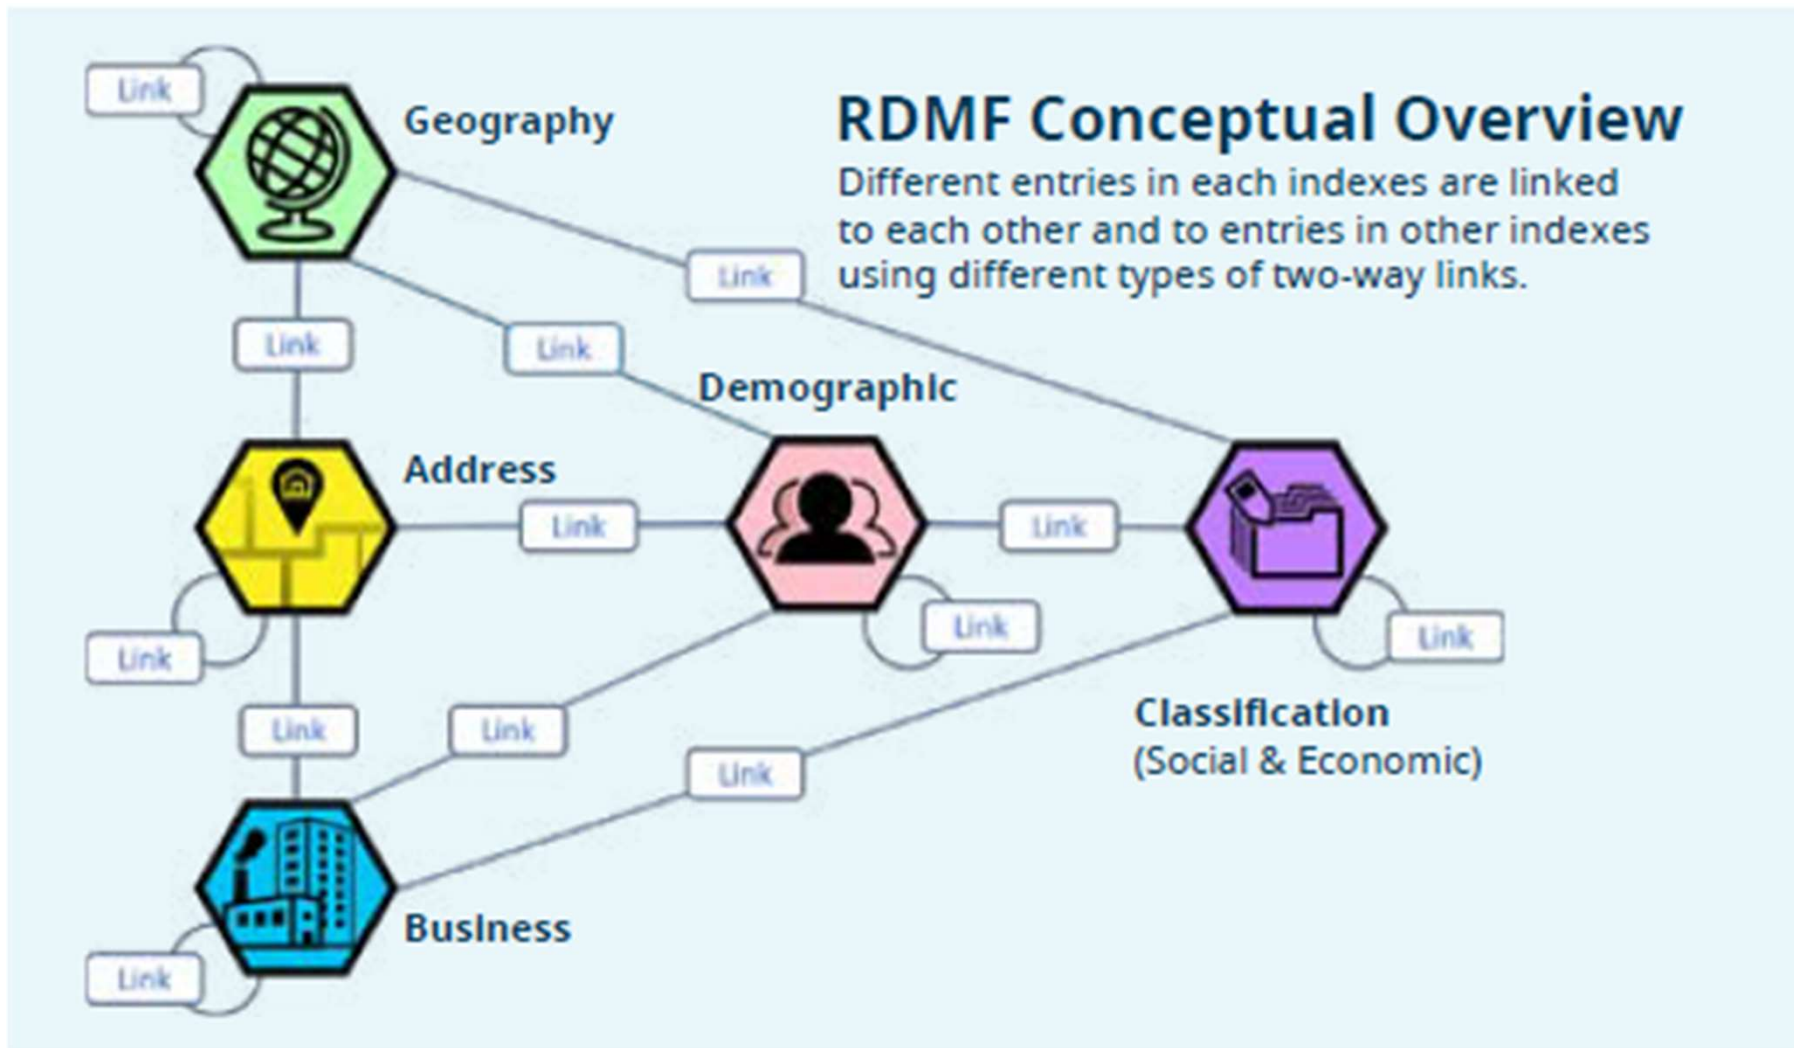 Link
Geography
RDMF Conceptual Overview
Different entries in each indexes are linked
to each other and to entries in other indexes
using different types of two-way links.
Link
Link
Link
Demographic
Address
Link
Link
Link
Link
Link
Link
Link
Link
Classification
(Social & Economic)
Link
Business
Link